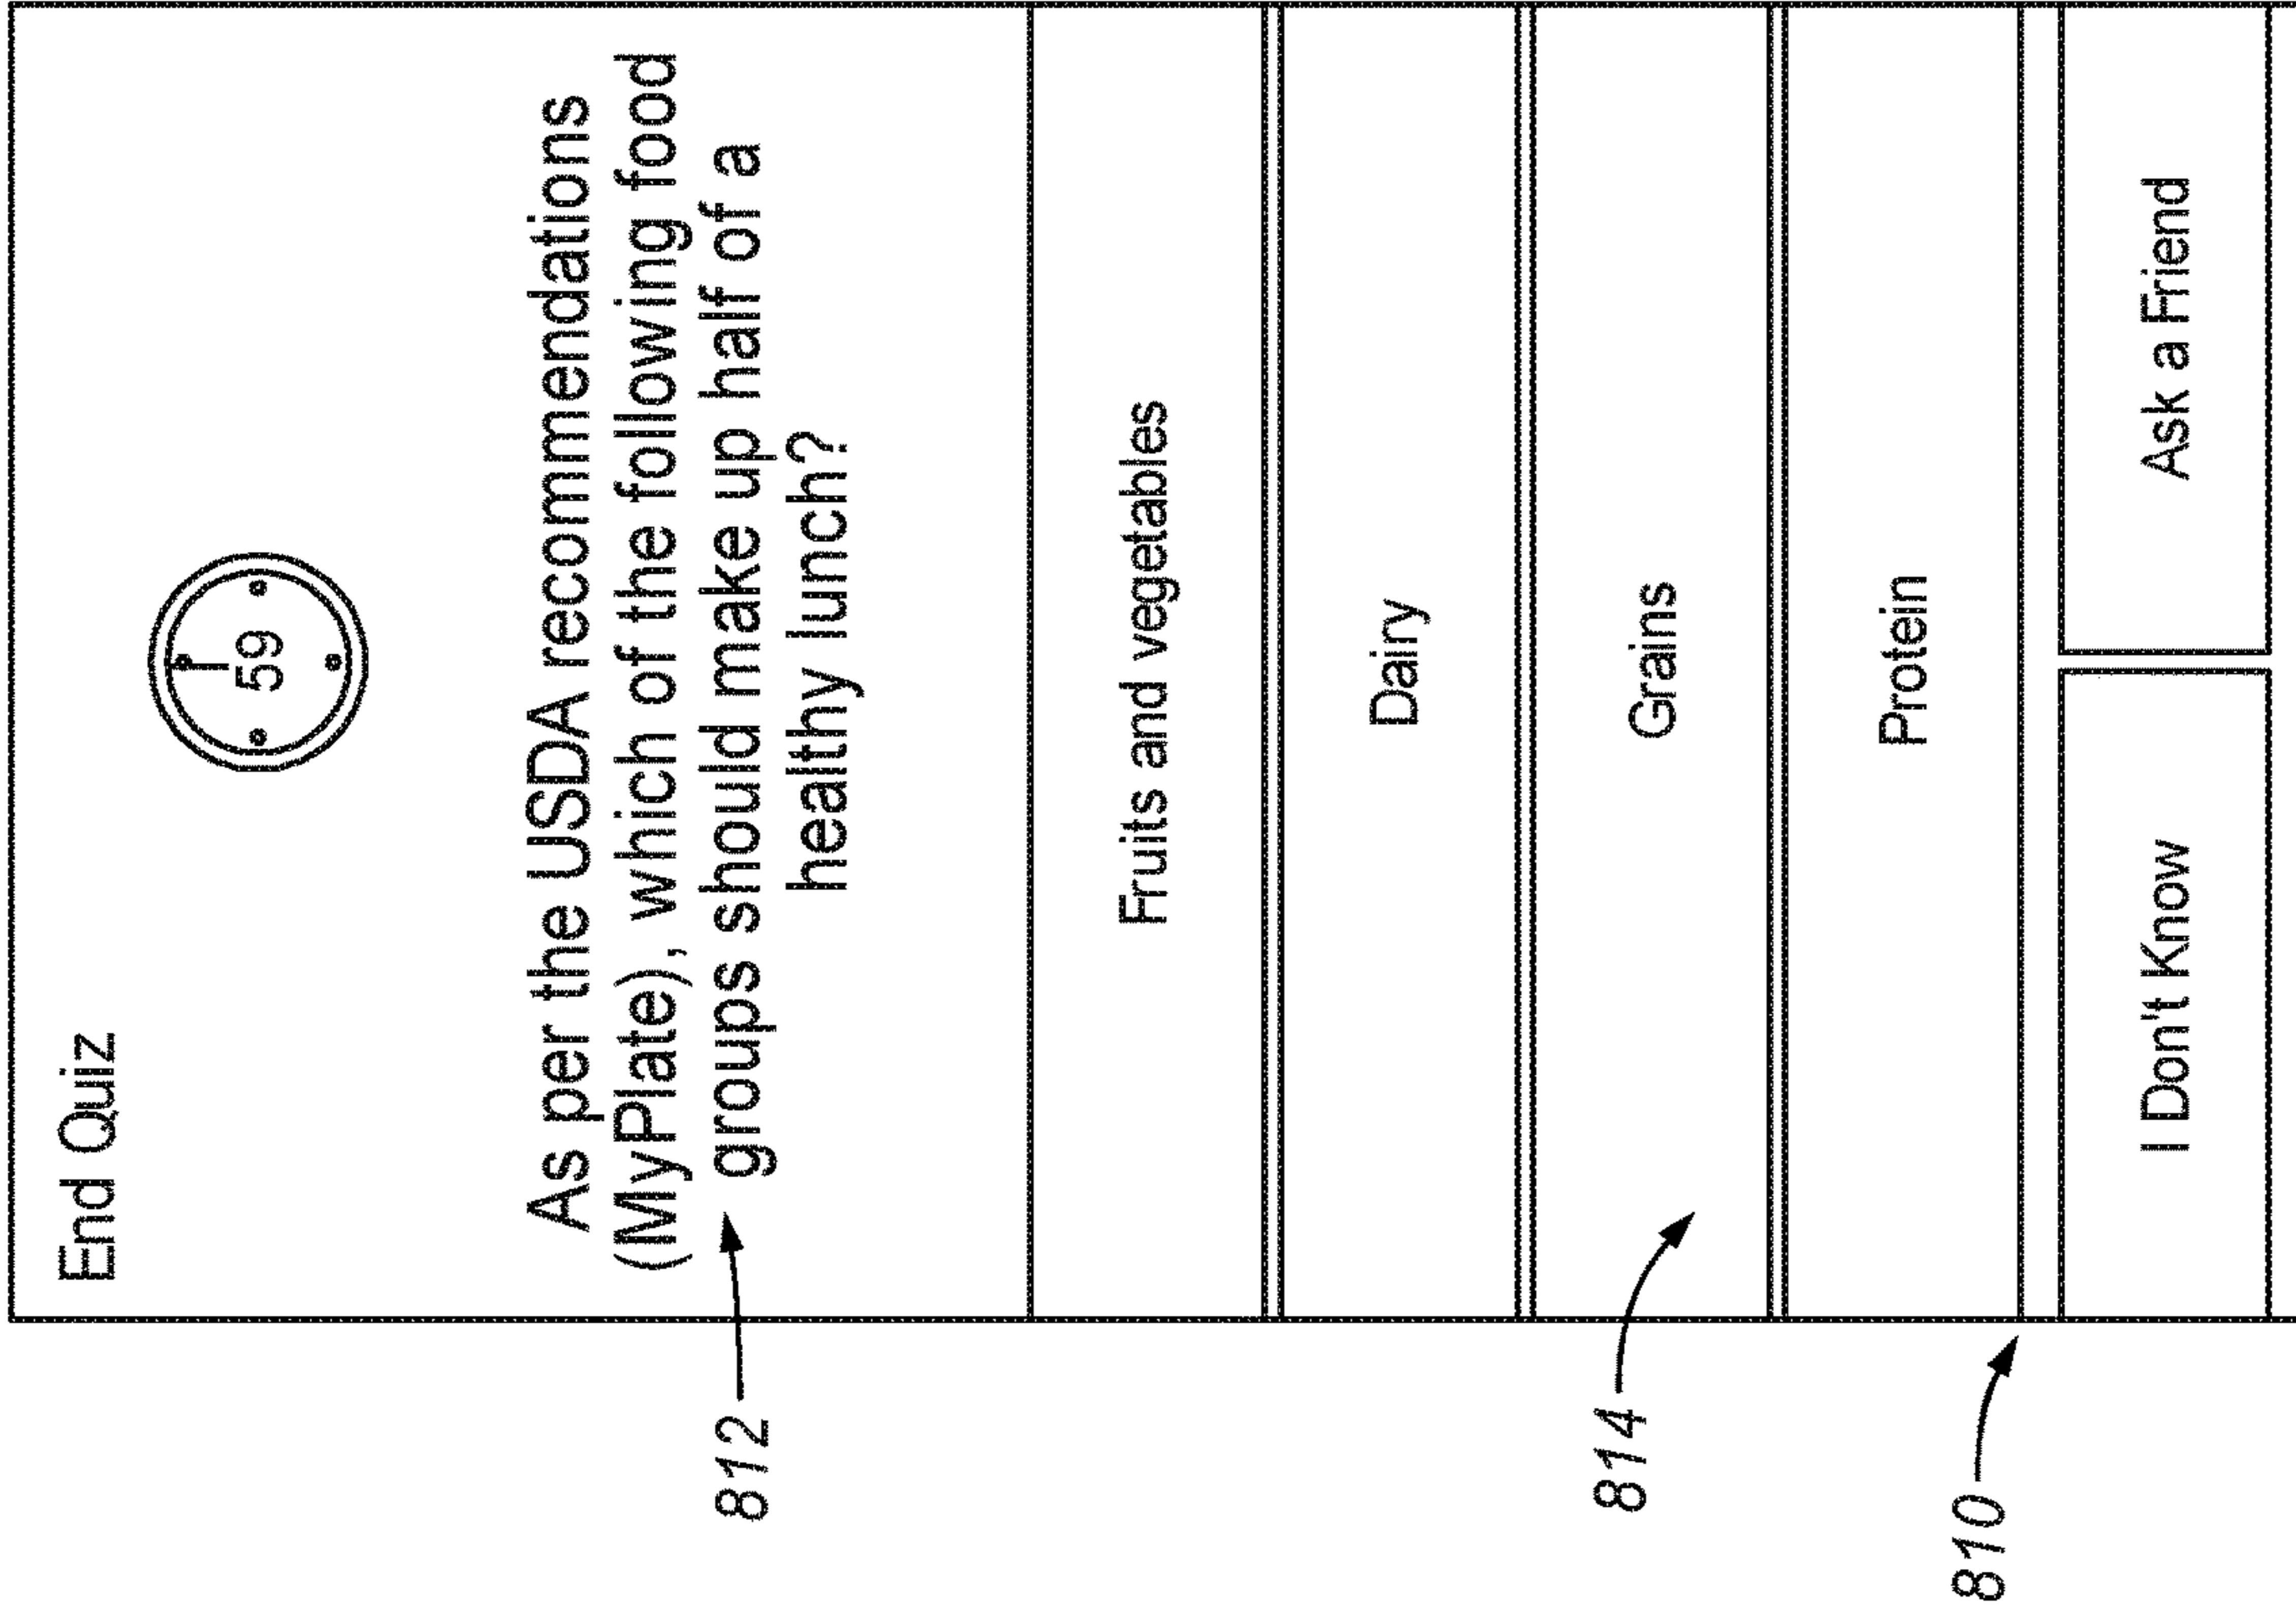 End Quiz
59
As per the USDA recommendations
(MyPlate), which of the following food
groups should make up half of a
healthy lunch?
812
Fruits and vegetables
Dairy
Grains
814
Protein
810
I Don't Know
Ask a Friend